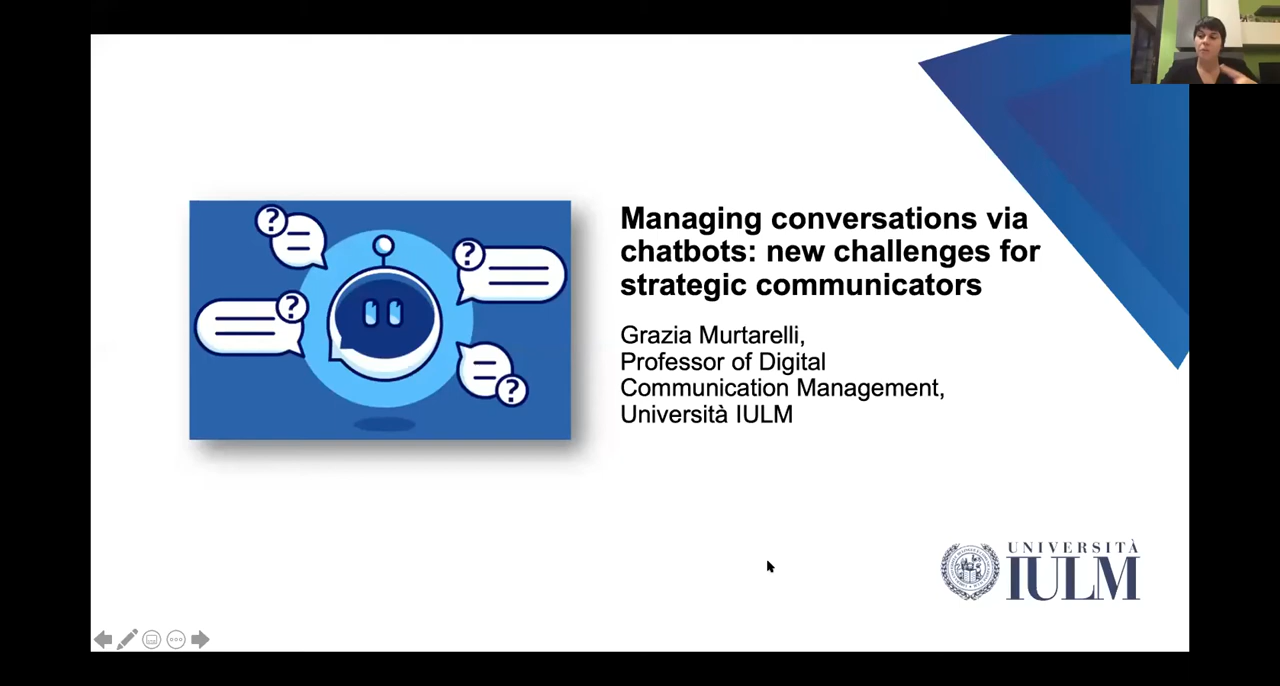 ?
?
?
?
Managing conversations via
chatbots: new challenges for
strategic communicators
Grazia Murtarelli,
Professor of Digital
Communication Management,
Università IULM
UNIVERSITÀ
IULM